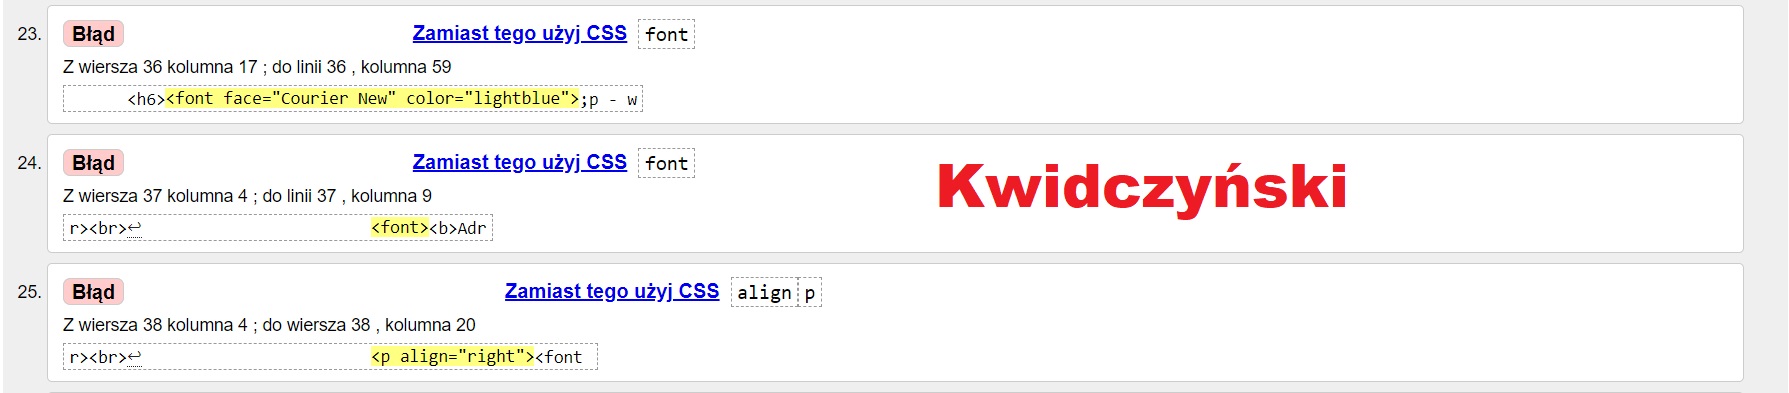 23. Błąd Zamiast tego użyj CSS font
Z wiersza 36 kolumna 17 ; do linii 36 , kolumna 59
<h6><font face="Courier New" color="lightblue">;p - w
24. Błąd Zamiast tego użyj CSS font
Kwidczyński
Z wiersza 37 kolumna 4 ; do linii 37 , kolumna 9
r><br>↩ <font><b>Adr
25. Błąd Zamiast tego użyj CSS align p
Z wiersza 38 kolumna 4 ; do wiersza 38 , kolumna 20
r><br>↩ <p align="right"><font